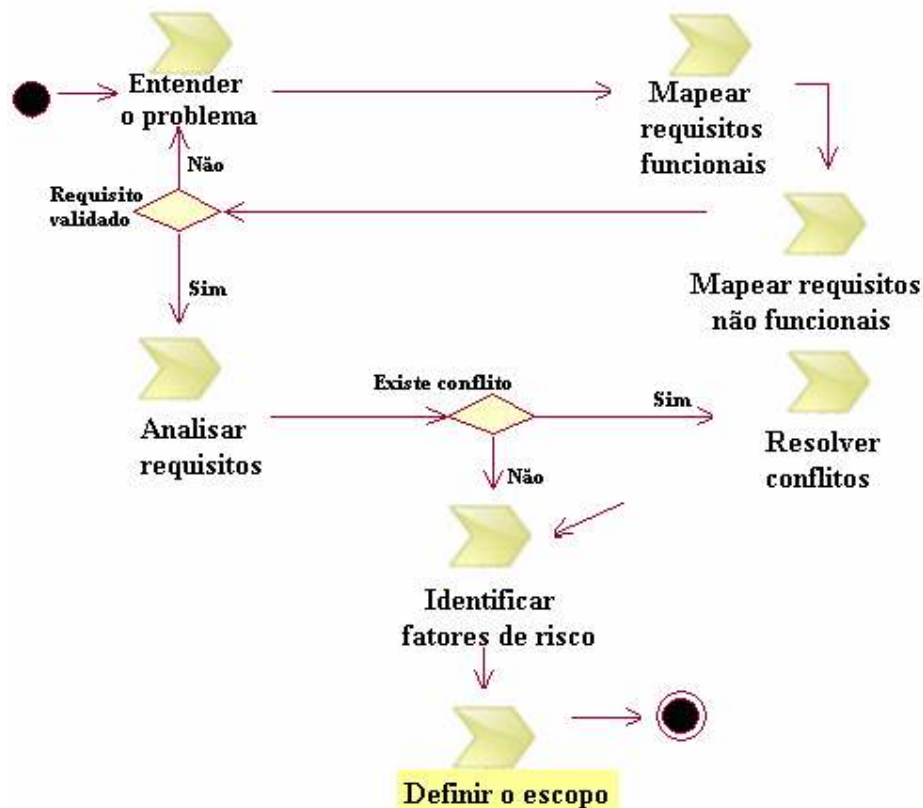 Entender
o problema
Mapear
requisitos
funcionais
Não
Requisito
validado
Sim
Mapear requisitos
não funcionais
Existe conflito
Sim
Analisar
requisitos
Resolver
conflitos
Não
Identificar
fatores de risco
Definir o escopo